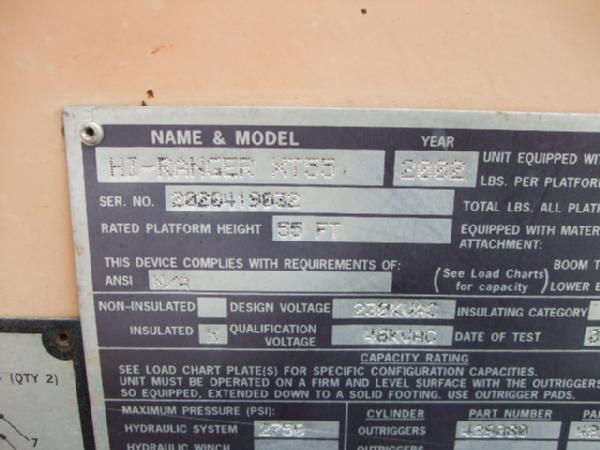 NAME & MODEL YEAR
HI-RANGER XT55 2002 UNIT EQUIPPED WITH
LBS. PER PLATFORM
SER. NO. 2020419032 TOTAL LBS. ALL PLAT
RATED PLATFORM HEIGHT 55 FT EQUIPPED WITH MATER
ATTACHMENT:
THIS DEVICE COMPLIES WITH REQUIREMENTS OF: BOOM T
ANSI N/A (See Load Charts for capacity) LOWER B
NON-INSULATED DESIGN VOLTAGE 230KVAC INSULATING CATEGORY
INSULATED X QUALIFICATION VOLTAGE 46KVAC DATE OF TEST
CAPACITY RATING
SEE LOAD CHART PLATE(S) FOR SPECIFIC CONFIGURATION CAPACITIES.
UNIT MUST BE OPERATED ON A FIRM AND LEVEL SURFACE WITH THE OUTRIGGERS
SO EQUIPPED, EXTENDED DOWN TO A SOLID FOOTING. USE OUTRIGGER PADS.
MAXIMUM PRESSURE (PSI): CYLINDER PART NUMBER PART
HYDRAULIC SYSTEM 2750 OUTRIGGERS
HYDRAULIC WINCH OUTRIGGERS
(QTY 2)
7